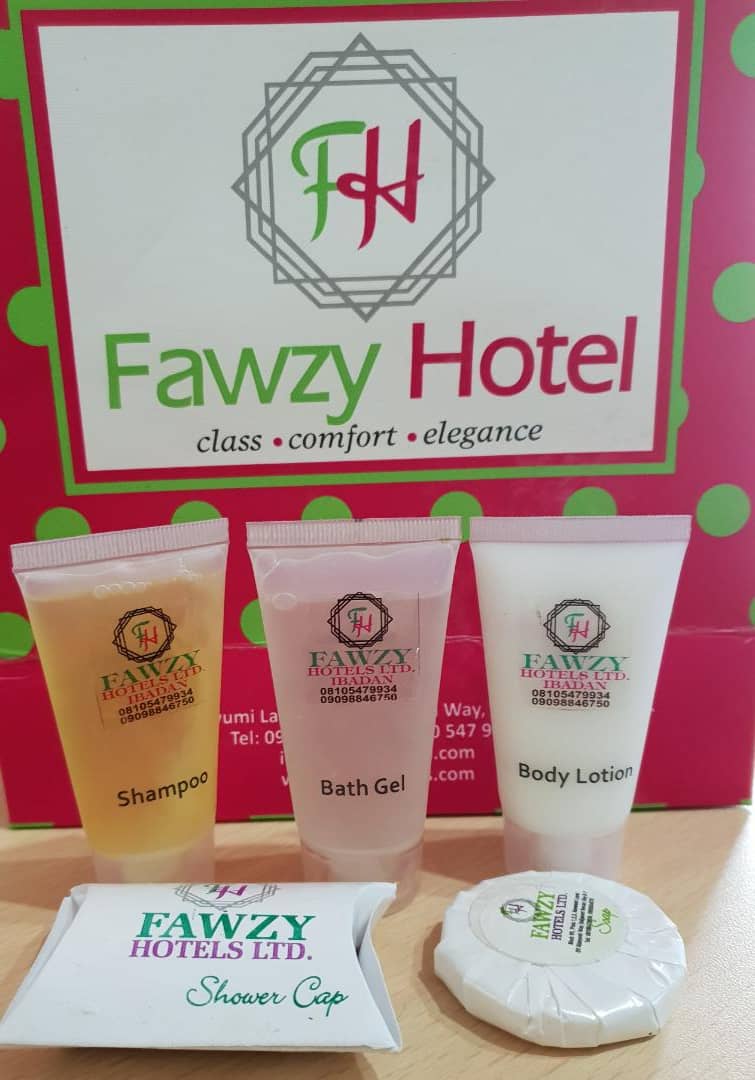 FH
Fawzy Hotel
class • comfort • elegance
FH
FAWZY
HOTELS LTD.
IBADAN
08105479934
09098846750
Shampoo
FH
FAWZY
HOTELS LTD.
IBADAN
08105479934
09098846750
Bath Gel
FH
FAWZY
HOTELS LTD.
IBADAN
08105479934
09098846750
Body Lotion
Way,
Tel: 09
.com
.com
FAWZY
HOTELS LTD.
Shower Cap
FAWZY
HOTELS LTD.
Soap